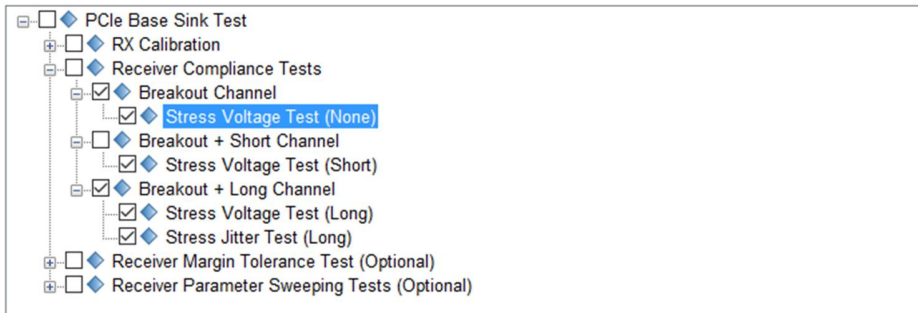 PCIe Base Sink Test
RX Calibration
Receiver Compliance Tests
Breakout Channel
Stress Voltage Test (None)
Breakout + Short Channel
Stress Voltage Test (Short)
Breakout + Long Channel
Stress Voltage Test (Long)
Stress Jitter Test (Long)
Receiver Margin Tolerance Test (Optional)
Receiver Parameter Sweeping Tests (Optional)